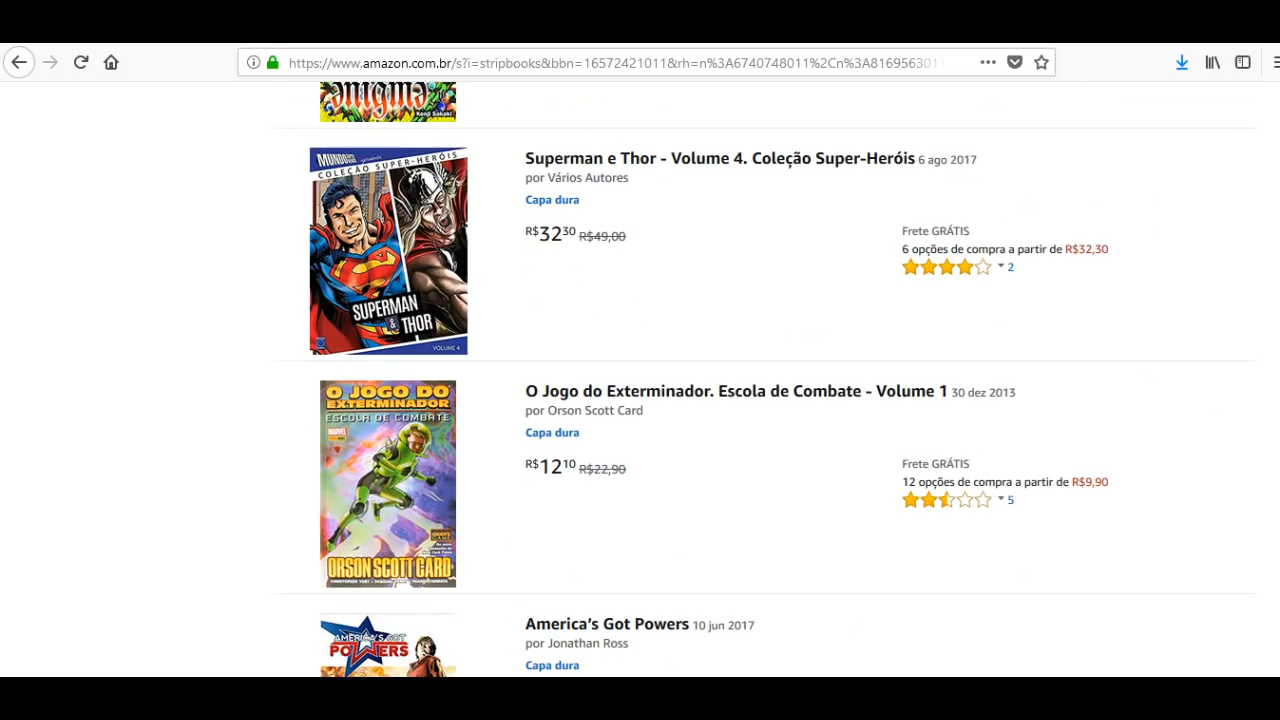 https://www.amazon.com.br/s?i=stripbooks&bbn=16572421011&rh=n%3A6740748011%2Cn%3A816956301
enigma
Kenji Sakaki
Superman e Thor - Volume 4. Coleção Super-Heróis 6 ago 2017
por Vários Autores
Capa dura
R$32,30 R$49,00
Frete GRÁTIS
6 opções de compra a partir de R$32,30
2
MUNDO
apresenta
COLEÇÃO SUPER-HERÓIS
SUPERMAN
& THOR
VOLUME 4
O Jogo do Exterminador. Escola de Combate - Volume 1 30 dez 2013
por Orson Scott Card
Capa dura
R$12,10 R$22,90
Frete GRÁTIS
12 opções de compra a partir de R$9,90
5
O JOGO DO
EXTERMINADOR
ESCOLA DE COMBATE
MARVEL
ORSON SCOTT CARD
America’s Got Powers 10 jun 2017
por Jonathan Ross
Capa dura
AMERICA'S GOT
POWERS